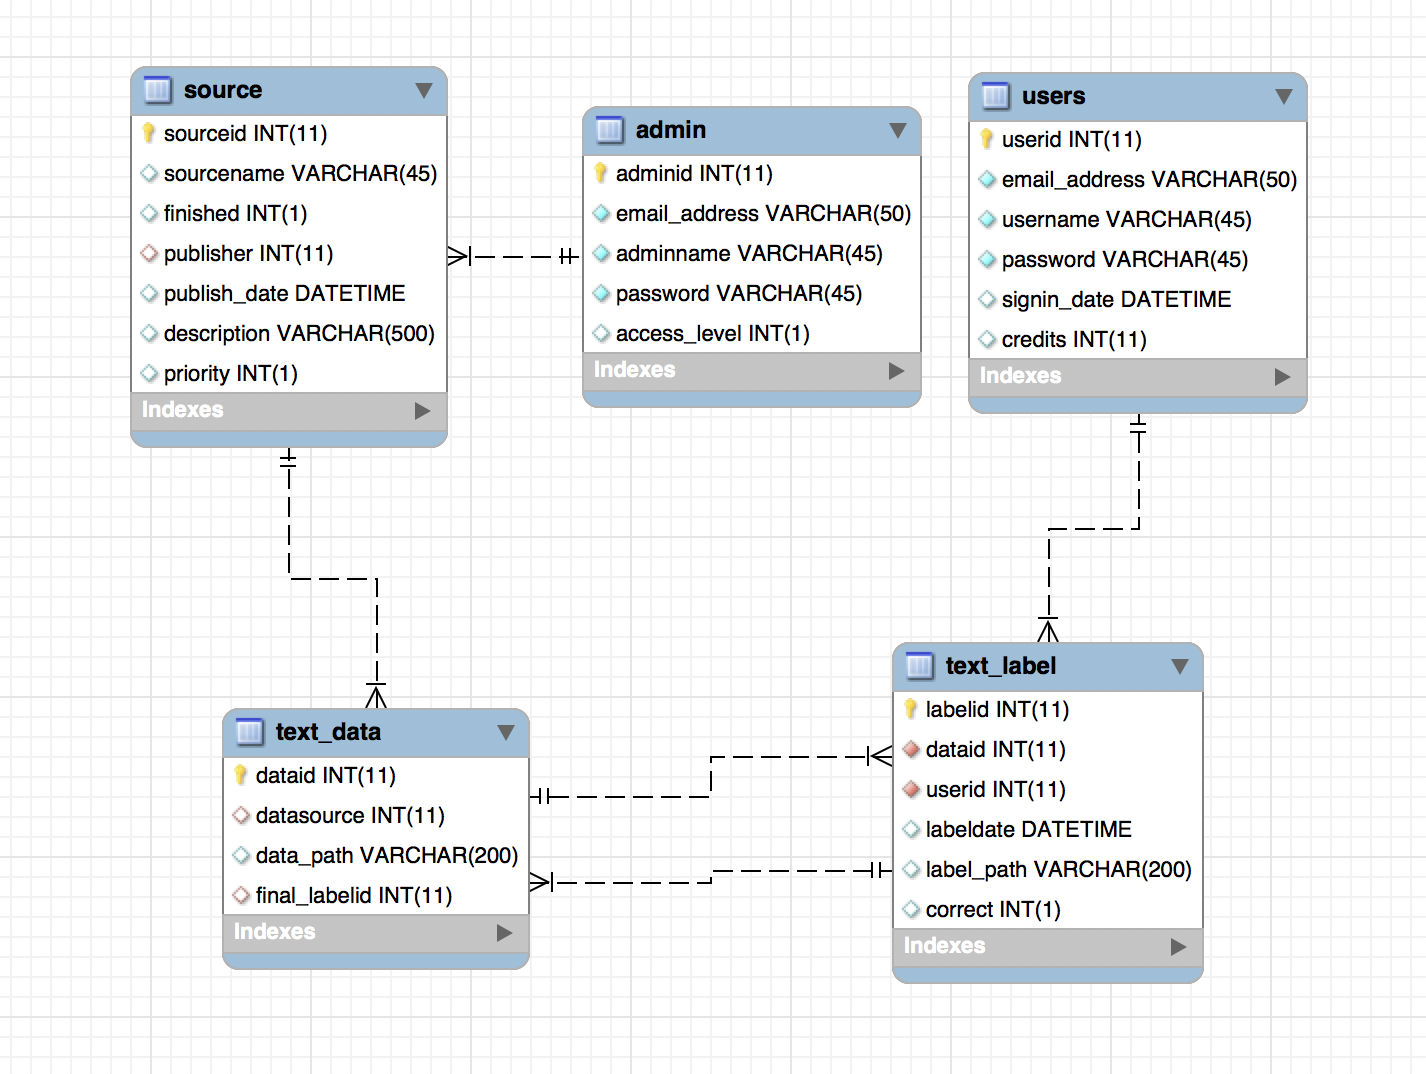 source
sourceid INT(11)
sourcename VARCHAR(45)
finished INT(1)
publisher INT(11)
publish_date DATETIME
description VARCHAR(500)
priority INT(1)
Indexes
admin
adminid INT(11)
email_address VARCHAR(50)
adminname VARCHAR(45)
password VARCHAR(45)
access_level INT(1)
Indexes
users
userid INT(11)
email_address VARCHAR(50)
username VARCHAR(45)
password VARCHAR(45)
signin_date DATETIME
credits INT(11)
Indexes
text_data
dataid INT(11)
datasource INT(11)
data_path VARCHAR(200)
final_labelid INT(11)
Indexes
text_label
labelid INT(11)
dataid INT(11)
userid INT(11)
labeldate DATETIME
label_path VARCHAR(200)
correct INT(1)
Indexes